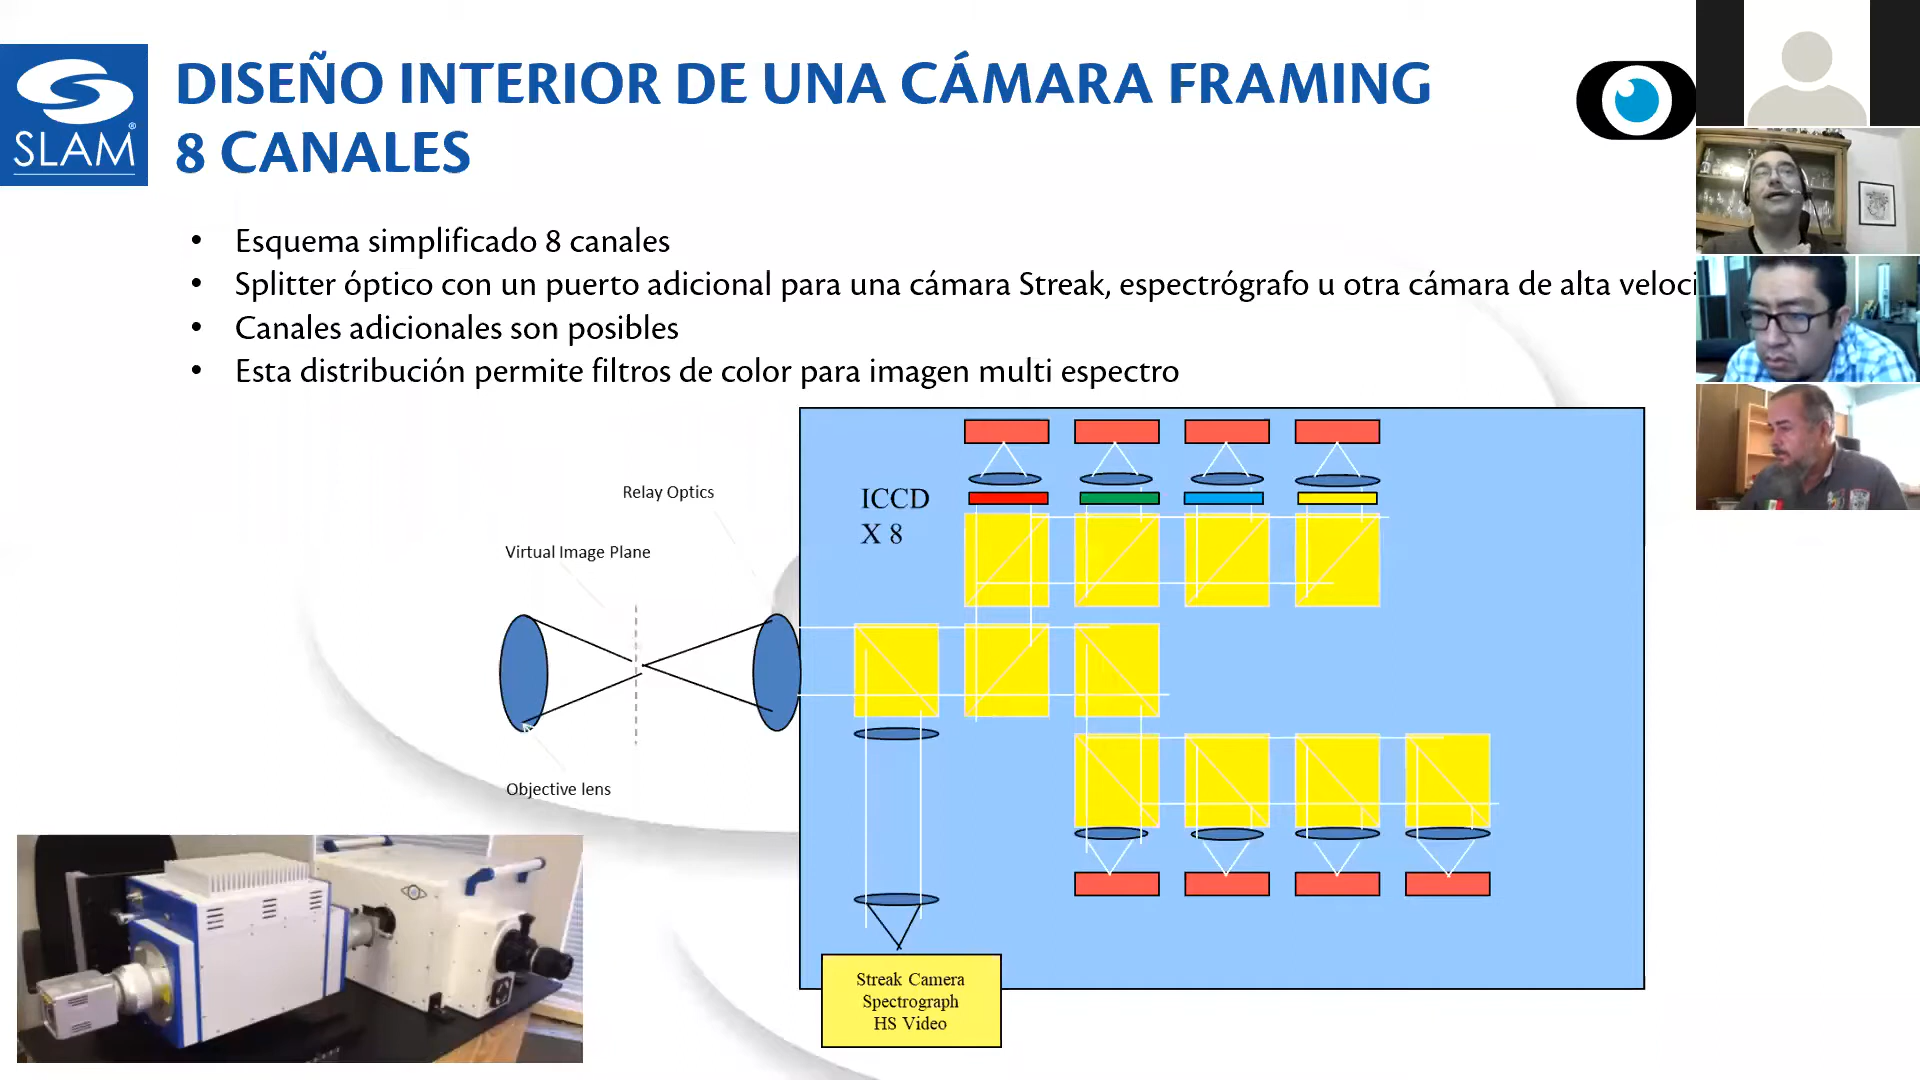 SLAM®
DISEÑO INTERIOR DE UNA CÁMARA FRAMING
8 CANALES
• Esquema simplificado 8 canales
• Splitter óptico con un puerto adicional para una cámara Streak, espectrógrafo u otra cámara de alta veloci
• Canales adicionales son posibles
• Esta distribución permite filtros de color para imagen multi espectro
Relay Optics
Virtual Image Plane
Objective lens
ICCD
X 8
Streak Camera
Spectrograph
HS Video